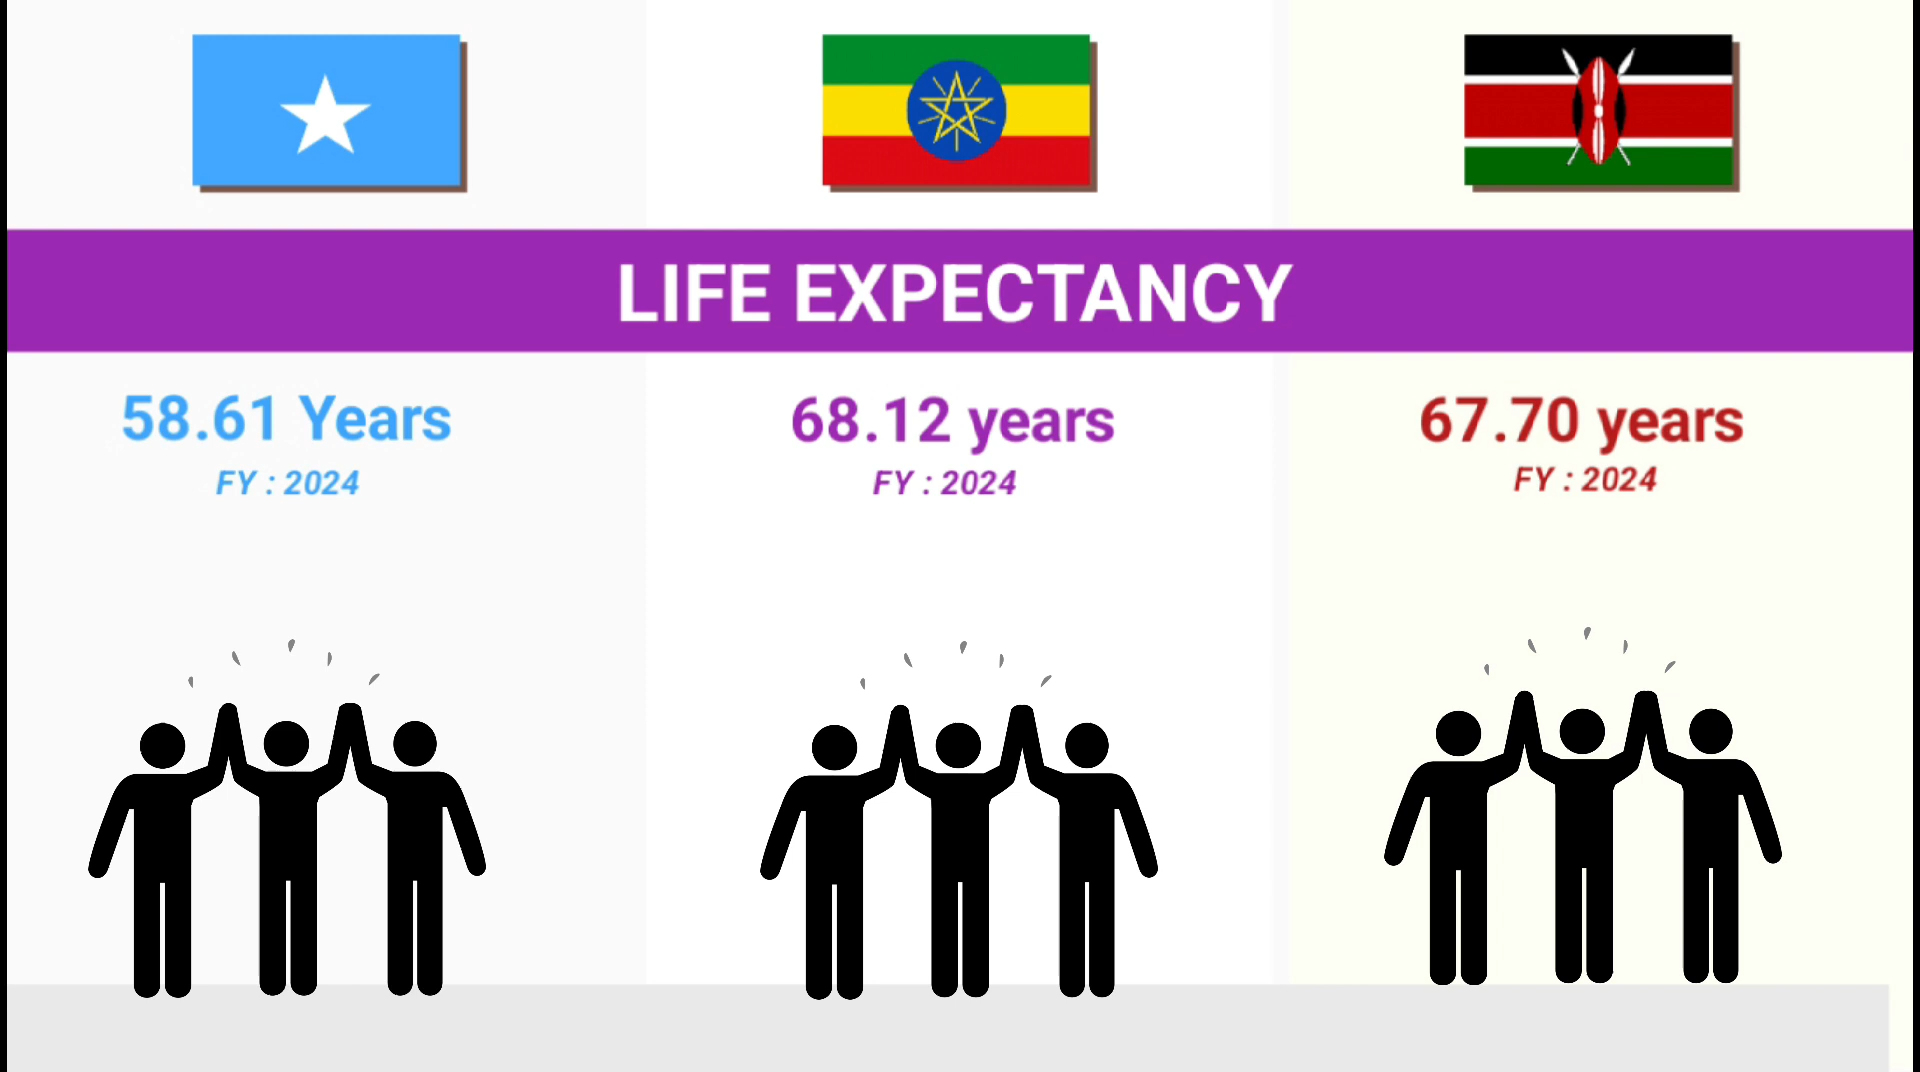 LIFE EXPECTANCY
58.61 Years
FY : 2024
68.12 years
FY : 2024
67.70 years
FY : 2024